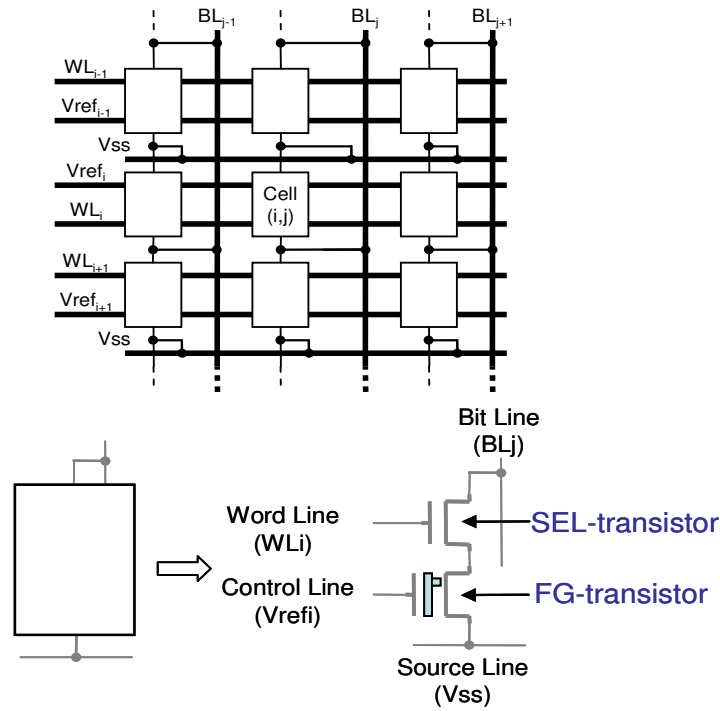 BLj-1 BLj BLj+1
WLi-1
Vrefi-1
Vss
Vrefi
Cell
(i,j)
WLi
WLi+1
Vrefi+1
Vss
Bit Line
(BLj)
Word Line
(WLi)
SEL-transistor
Control Line
(Vrefi)
FG-transistor
Source Line
(Vss)